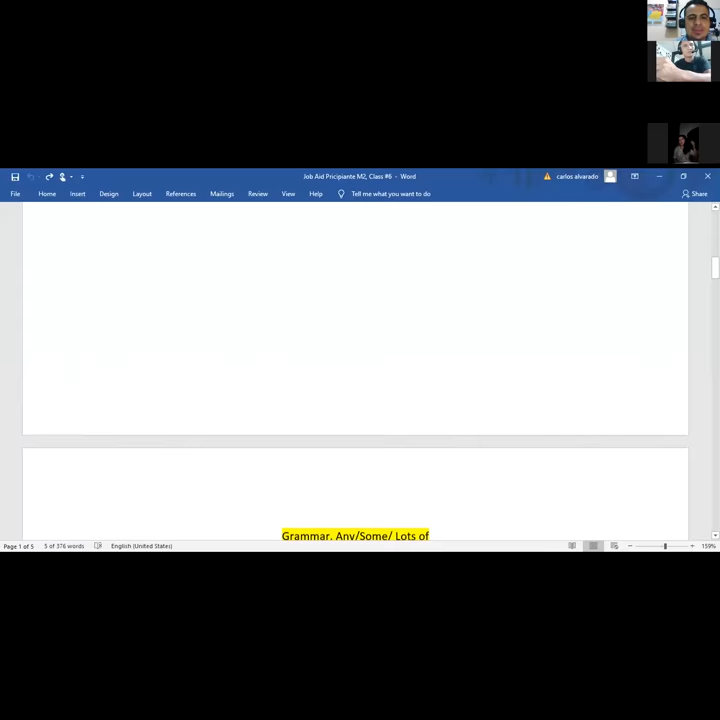 Job Aid Pricipiante M2, Class #6 - Word
carlos alvarado
File Home Insert Design Layout References Mailings Review View Help Tell me what you want to do Share
Grammar. Any/Some/ Lots of
Page 1 of 5 5 of 376 words English (United States) 159%